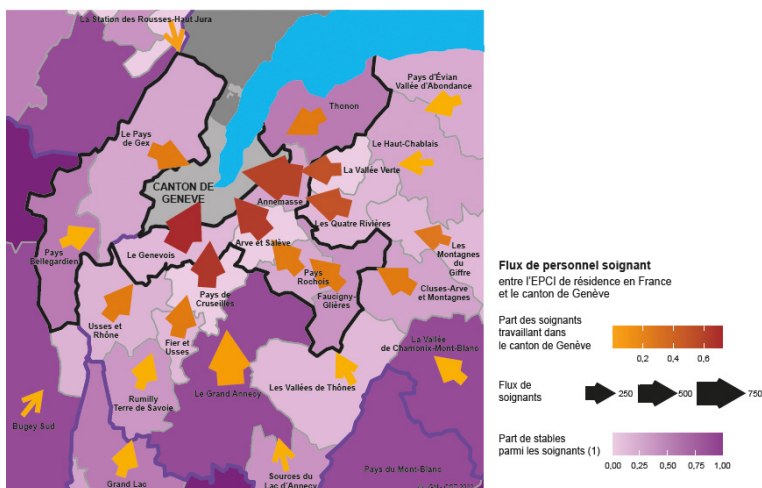 La Station des Rousses-Haut Jura
Pays d'Évian
Vallée d'Abondance
Thonon
Le Pays
de Gex
Le Haut-Chablais
La Vallée Verte
CANTON DE
GENEVE
Annemasse
Les Quatre Rivières
Pays
Bellegardien
Le Genevois
Arve et Salève
Les
Montagnes
du
Giffre
Pays
Rochois
Cluses-Arve
et Montagnes
Pays de
Cruseilles
Faucigny-
Glières
Usses et
Rhône
Fier et
Usses
La Vallée
de Chamonix-Mont-Blanc
Les Vallées de Thônes
Le Grand Annecy
Rumilly
Terre de Savoie
Bugey Sud
Grand Lac
Sources du
Lac d'Annecy
Pays du Mont-Blanc
Flux de personnel soignant
entre l'EPCI de résidence en France
et le canton de Genève
Part des soignants
travaillant dans
le canton de Genève
0,2 0,4 0,6
Flux de
soignants
250 500 750
Part de stables
parmi les soignants (1)
0,00 0,25 0,50 0,75 1,00